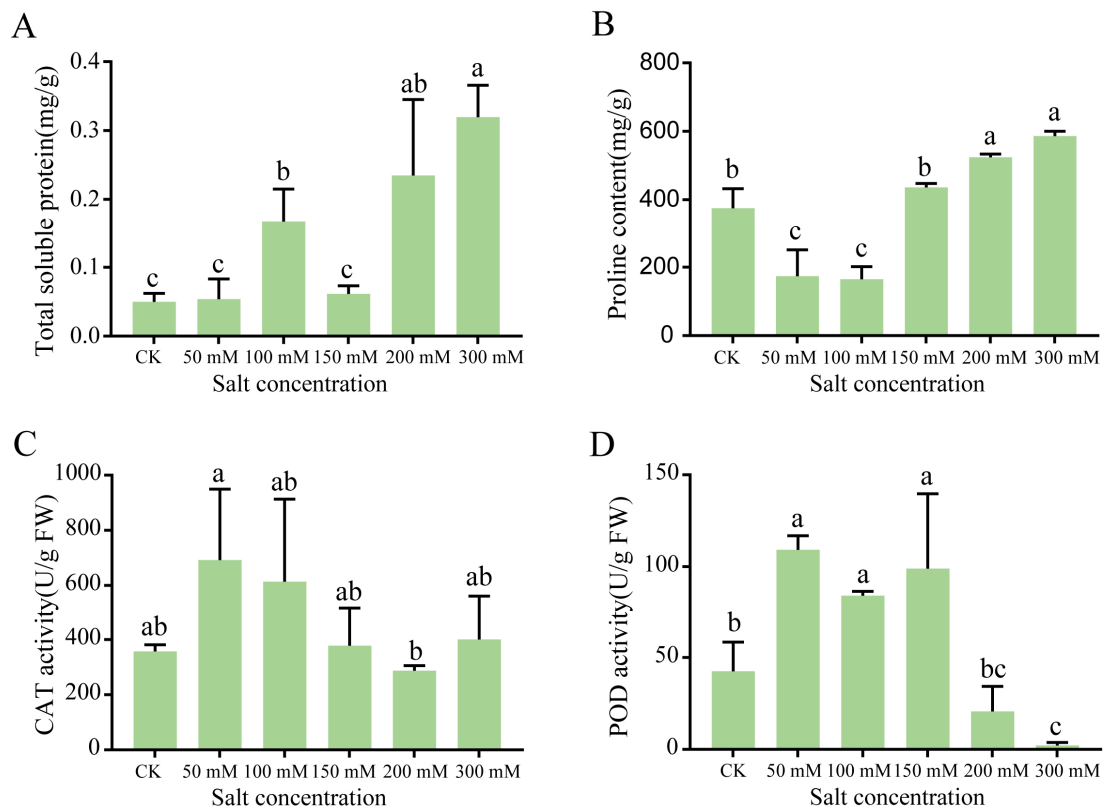 A
B
Total soluble protein(mg/g)
0.4
0.3
0.2
0.1
0.0
c
c
b
c
ab
a
CK 50 mM 100 mM 150 mM 200 mM 300 mM
Salt concentration
Proline content(mg/g)
800
600
400
200
0
b
c
c
b
a
a
CK 50 mM 100 mM 150 mM 200 mM 300 mM
Salt concentration
C
D
CAT activity(U/g FW)
1000
800
600
400
200
0
ab
a
ab
ab
b
ab
CK 50 mM 100 mM 150 mM 200 mM 300 mM
Salt concentration
POD activity(U/g FW)
150
100
50
0
b
a
a
a
bc
c
CK 50 mM 100 mM 150 mM 200 mM 300 mM
Salt concentration